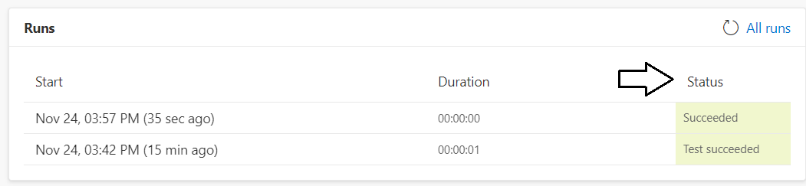 Runs All runs
Start Duration Status
Nov 24, 03:57 PM (35 sec ago) 00:00:00 Succeeded
Nov 24, 03:42 PM (15 min ago) 00:00:01 Test succeeded